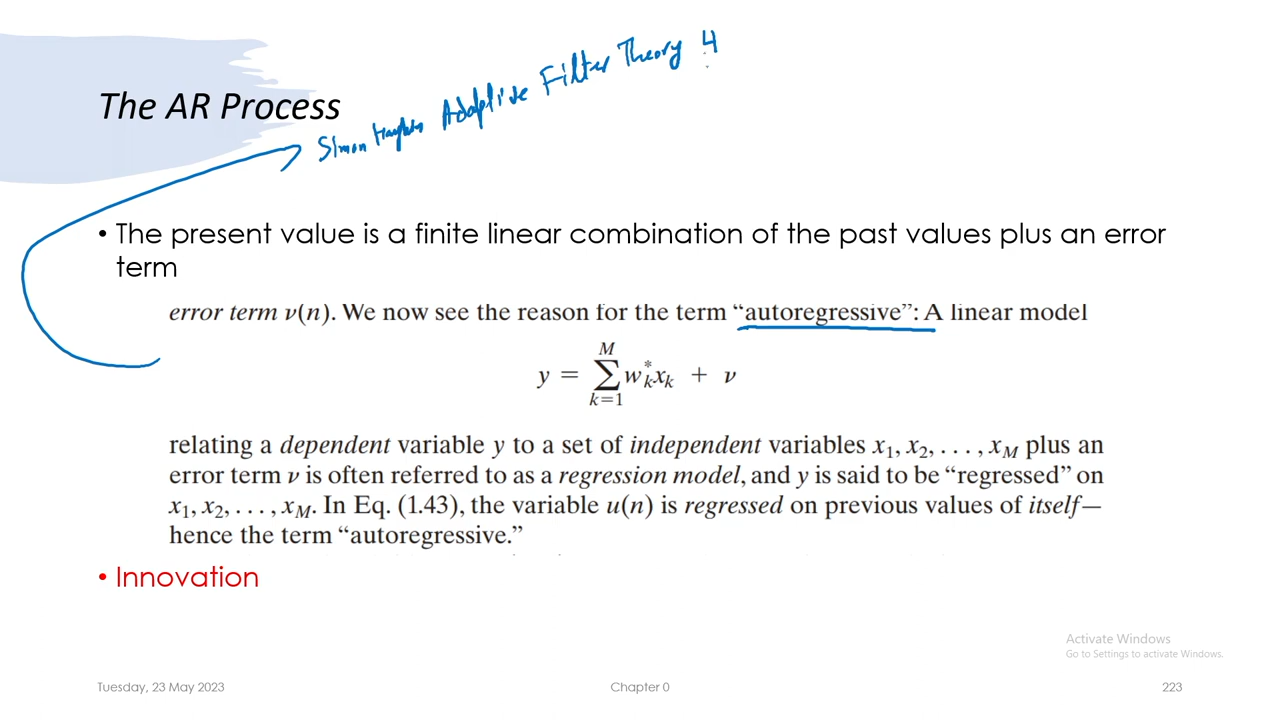 Simon Haykin Adaptive Filter Theory 4
The AR Process
• The present value is a finite linear combination of the past values plus an error
term
error term ν(n). We now see the reason for the term “autoregressive”: A linear model
y = ∑_{k=1}^{M} w_k^* x_k + ν
relating a dependent variable y to a set of independent variables x₁, x₂, . . . , x_M plus an
error term ν is often referred to as a regression model, and y is said to be “regressed” on
x₁, x₂, . . . , x_M. In Eq. (1.43), the variable u(n) is regressed on previous values of itself—
hence the term “autoregressive.”
• Innovation
Activate Windows
Go to Settings to activate Windows.
Tuesday, 23 May 2023 Chapter 0 223